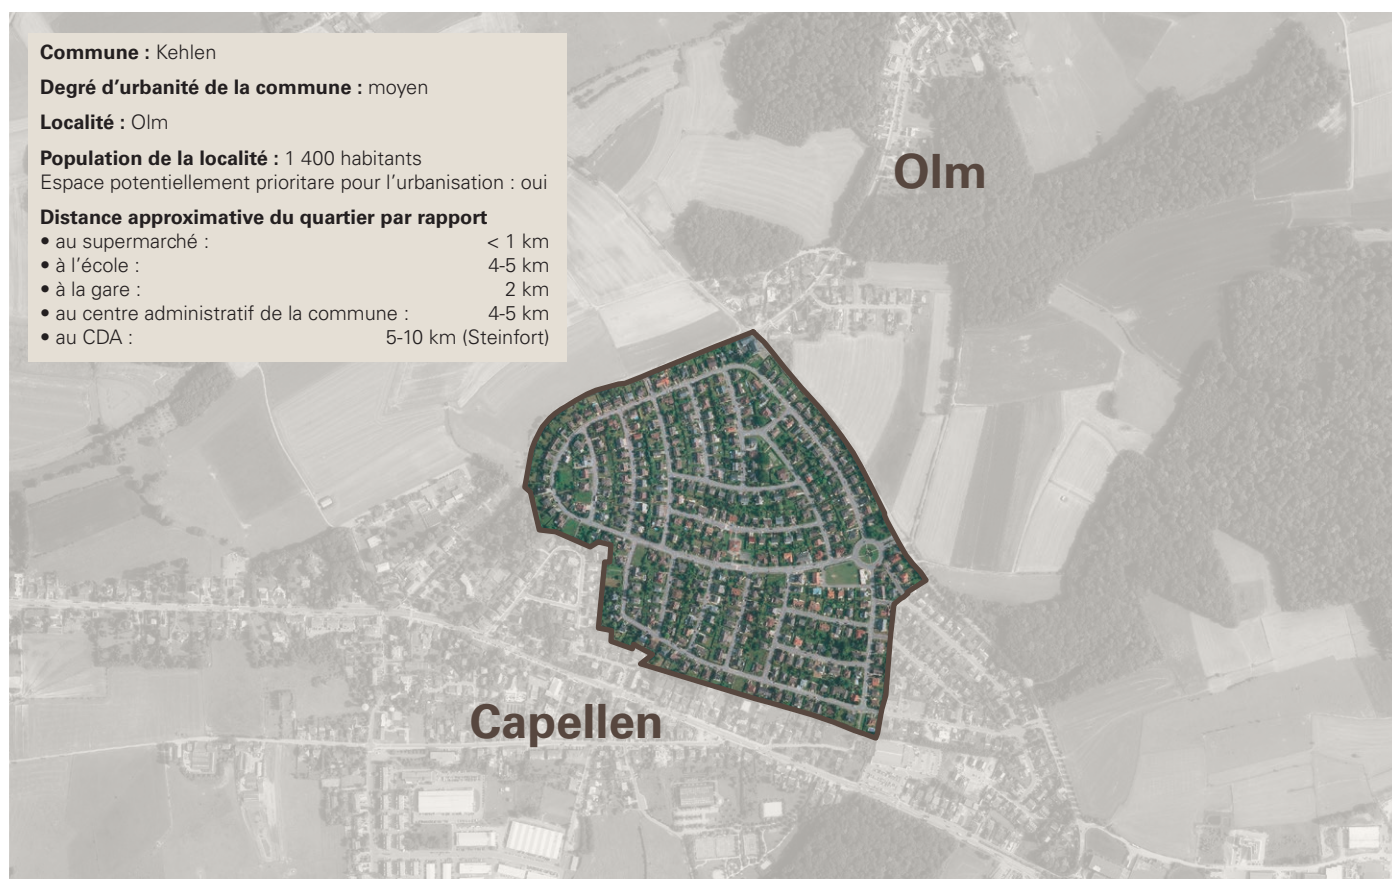 Commune : Kehlen
Degré d’urbanité de la commune : moyen
Localité : Olm
Population de la localité : 1 400 habitants
Espace potentiellement prioritare pour l’urbanisation : oui
Distance approximative du quartier par rapport
• au supermarché : < 1 km
• à l’école : 4-5 km
• à la gare : 2 km
• au centre administratif de la commune : 4-5 km
• au CDA : 5-10 km (Steinfort)
Olm
Capellen